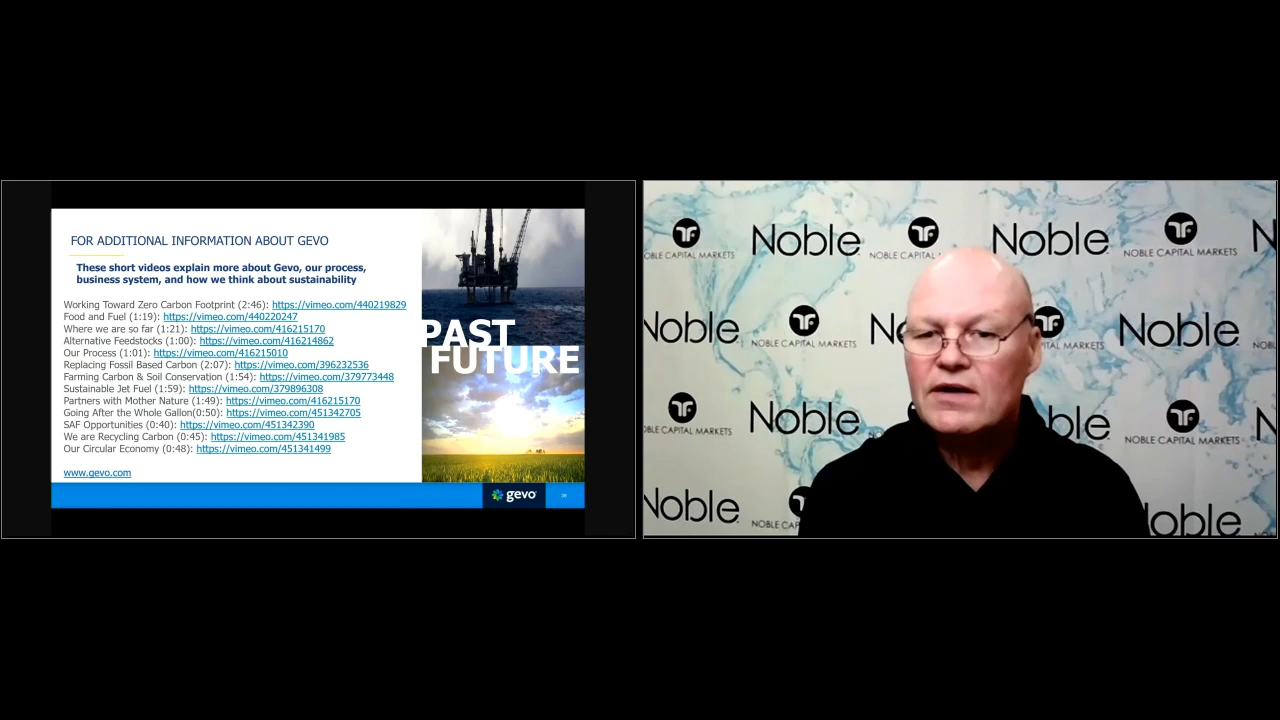 FOR ADDITIONAL INFORMATION ABOUT GEVO
These short videos explain more about Gevo, our process,
business system, and how we think about sustainability
Working Toward Zero Carbon Footprint (2:46): https://vimeo.com/440219829
Food and Fuel (1:19): https://vimeo.com/440220247
Where we are so far (1:21): https://vimeo.com/416215170
Alternative Feedstocks (1:00): https://vimeo.com/416214862
Our Process (1:01): https://vimeo.com/416215010
Replacing Fossil Based Carbon (2:07): https://vimeo.com/396232536
Farming Carbon & Soil Conservation (1:54): https://vimeo.com/379773448
Sustainable Jet Fuel (1:59): https://vimeo.com/379896308
Partners with Mother Nature (1:49): https://vimeo.com/416215170
Going After the Whole Gallon(0:50): https://vimeo.com/451342705
SAF Opportunities (0:40): https://vimeo.com/451342390
We are Recycling Carbon (0:45): https://vimeo.com/451341985
Our Circular Economy (0:48): https://vimeo.com/451341499
www.gevo.com
PAST
FUTURE
gevo
OBLE CAPITAL MARKETS Noble NOBLE CAPITAL Noble NOBLE CAPITAL MARKETS N
Noble NOBLE CAPITAL MARKETS No Noble NOB
OBLE CAPITAL MARKETS Noble oble NOBLE CAPITAL MARKETS
Noble NOBLE CAP oble